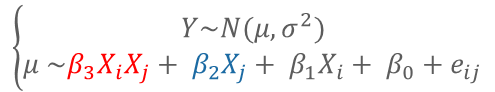 Y~N(μ, σ²)
μ ~β₃XᵢXⱼ + β₂Xⱼ + β₁Xᵢ + β₀ + eᵢⱼ